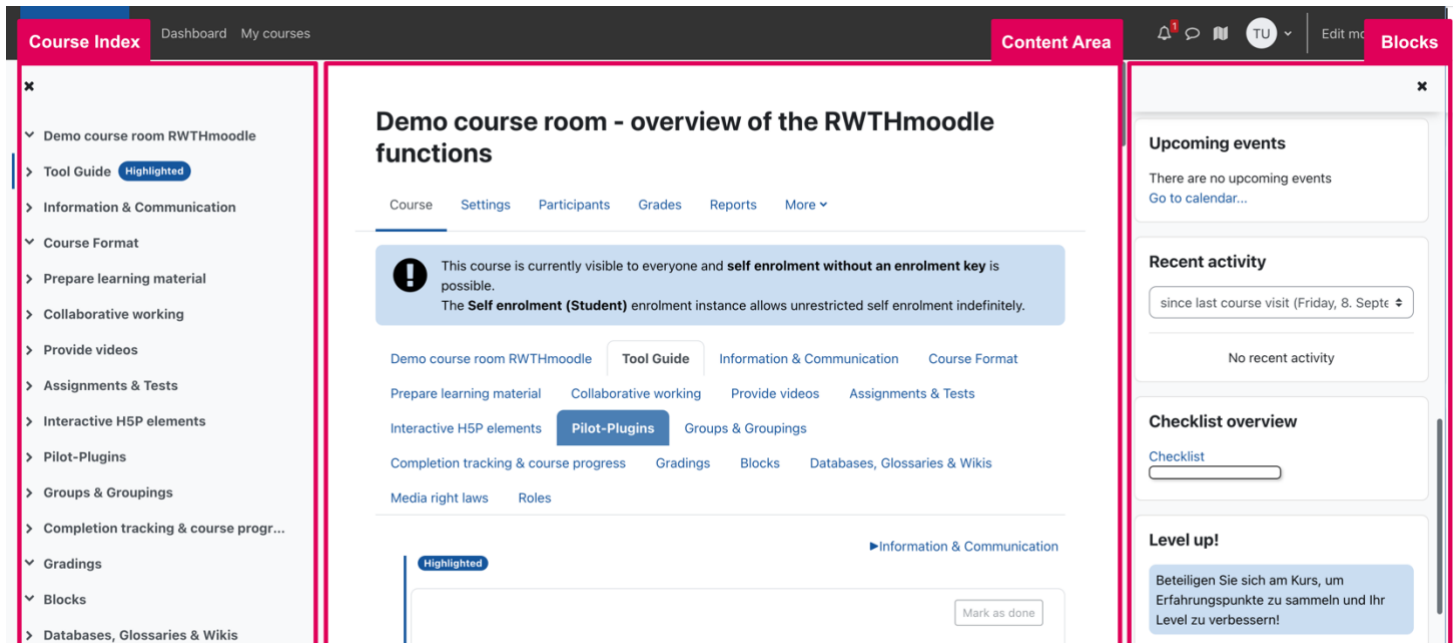 Course Index
Dashboard My courses
Content Area
1
TU
Edit mo
Blocks
Demo course room RWTHmoodle
Tool Guide Highlighted
Information & Communication
Course Format
Prepare learning material
Collaborative working
Provide videos
Assignments & Tests
Interactive H5P elements
Pilot-Plugins
Groups & Groupings
Completion tracking & course progr...
Gradings
Blocks
Databases, Glossaries & Wikis
Demo course room - overview of the RWTHmoodle
functions
Course Settings Participants Grades Reports More
This course is currently visible to everyone and self enrolment without an enrolment key is
possible.
The Self enrolment (Student) enrolment instance allows unrestricted self enrolment indefinitely.
Demo course room RWTHmoodle Tool Guide Information & Communication Course Format
Prepare learning material Collaborative working Provide videos Assignments & Tests
Interactive H5P elements Pilot-Plugins Groups & Groupings
Completion tracking & course progress Gradings Blocks Databases, Glossaries & Wikis
Media right laws Roles
►Information & Communication
Highlighted
Mark as done
Upcoming events
There are no upcoming events
Go to calendar...
Recent activity
since last course visit (Friday, 8. Septe
No recent activity
Checklist overview
Checklist
Level up!
Beteiligen Sie sich am Kurs, um
Erfahrungspunkte zu sammeln und Ihr
Level zu verbessern!